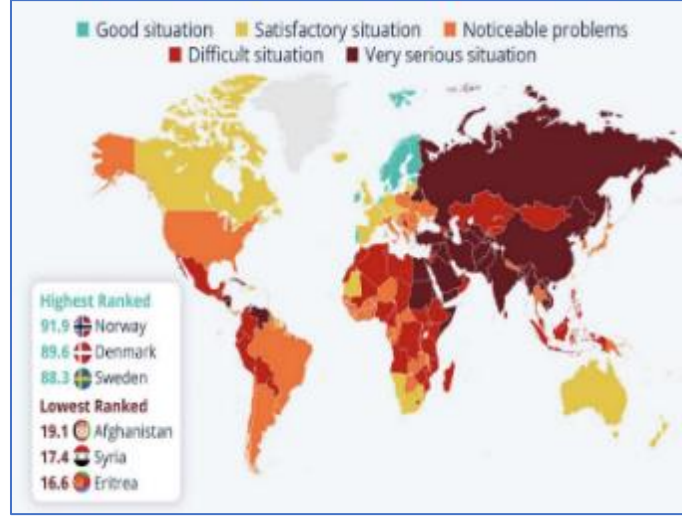 Good situation Satisfactory situation Noticeable problems
Difficult situation Very serious situation
Highest Ranked
91.9 Norway
89.6 Denmark
88.3 Sweden
Lowest Ranked
19.1 Afghanistan
17.4 Syria
16.6 Eritrea